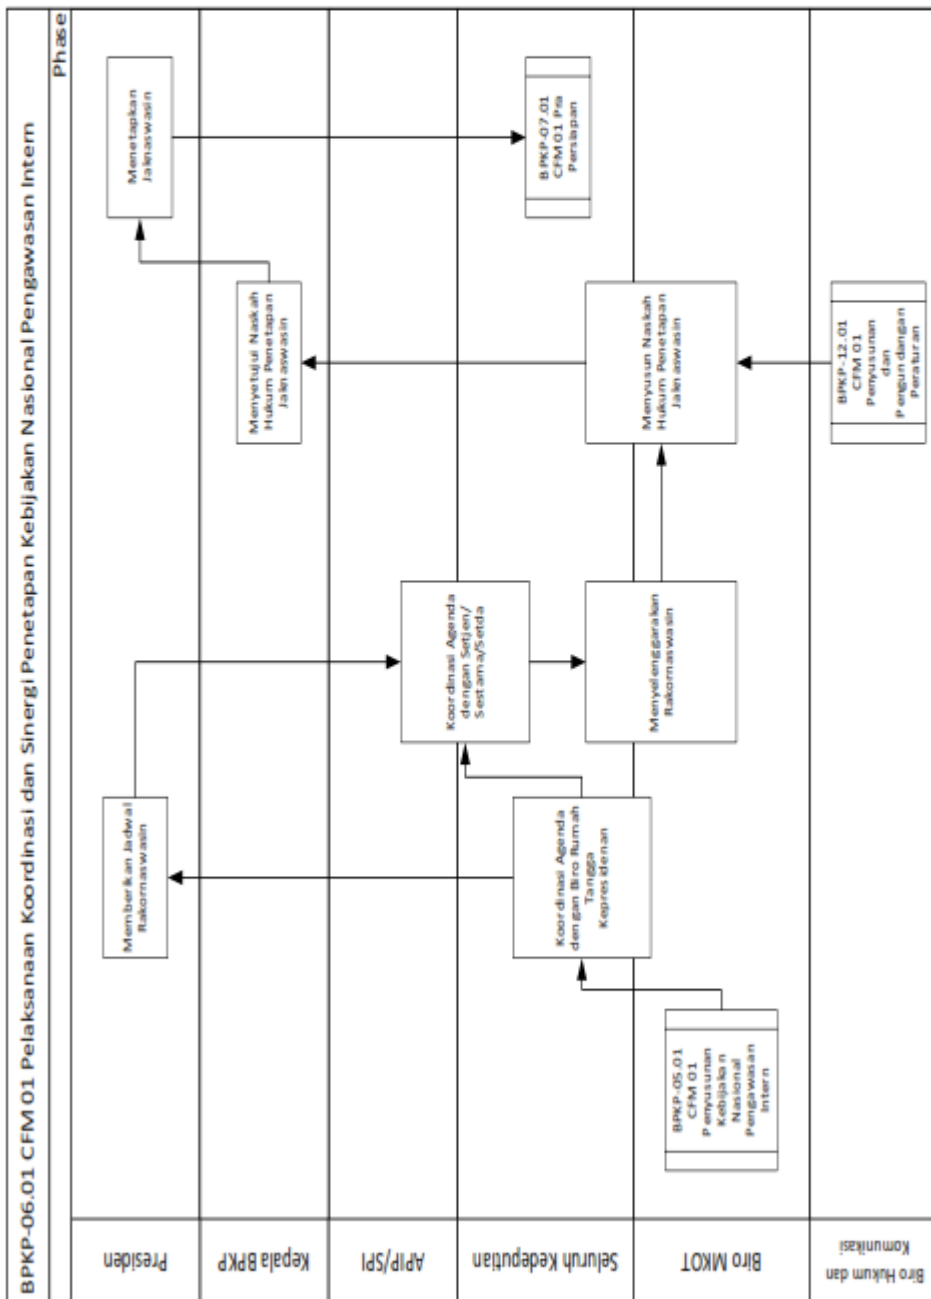 BPKP-06.01 CFM 01 Pelaksanaan Koordinasi dan Sinergi Penetapan Kebijakan Nasional Pengawasan Intern
Phase
Presiden
Memberikan Jadwal
Rakornaswasin
Menetapkan
Jaknaswasin
Kepala BPKP
Menyetujui Naskah
Hukum Penetapan
Jaknaswasin
APIP/SPI
Koordinasi Agenda
dengan Setjen/
Sestama/Setda
Seluruh Kedeputian
Koordinasi Agenda
dengan Biro Rumah
Tangga
Kepresidenan
BPKP-07.01
CFM 01 Pra
Persiapan
Biro MKOT
BPKP-05.01
CFM 01
Penyusunan
Kebijakan
Nasional
Pengawasan
Intern
Menyelenggarakan
Rakornaswasin
Menyusun Naskah
Hukum Penetapan
Jaknaswasin
Biro Hukum dan
Komunikasi
BPKP-12.01
CFM 01
Penyusunan
dan
Pengundangan
Peraturan